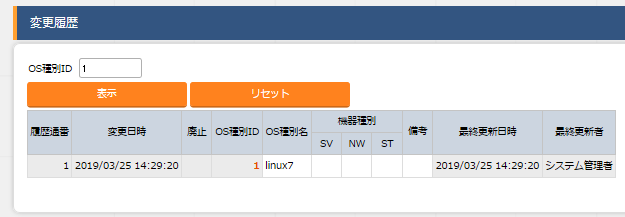 変更履歴
OS種別ID 1
表示 リセット
履歴通番 変更日時 廃止 OS種別ID OS種別名 機器種別 備考 最終更新日時 最終更新者
SV NW ST
1 2019/03/25 14:29:20 1 linux7 2019/03/25 14:29:20 システム管理者